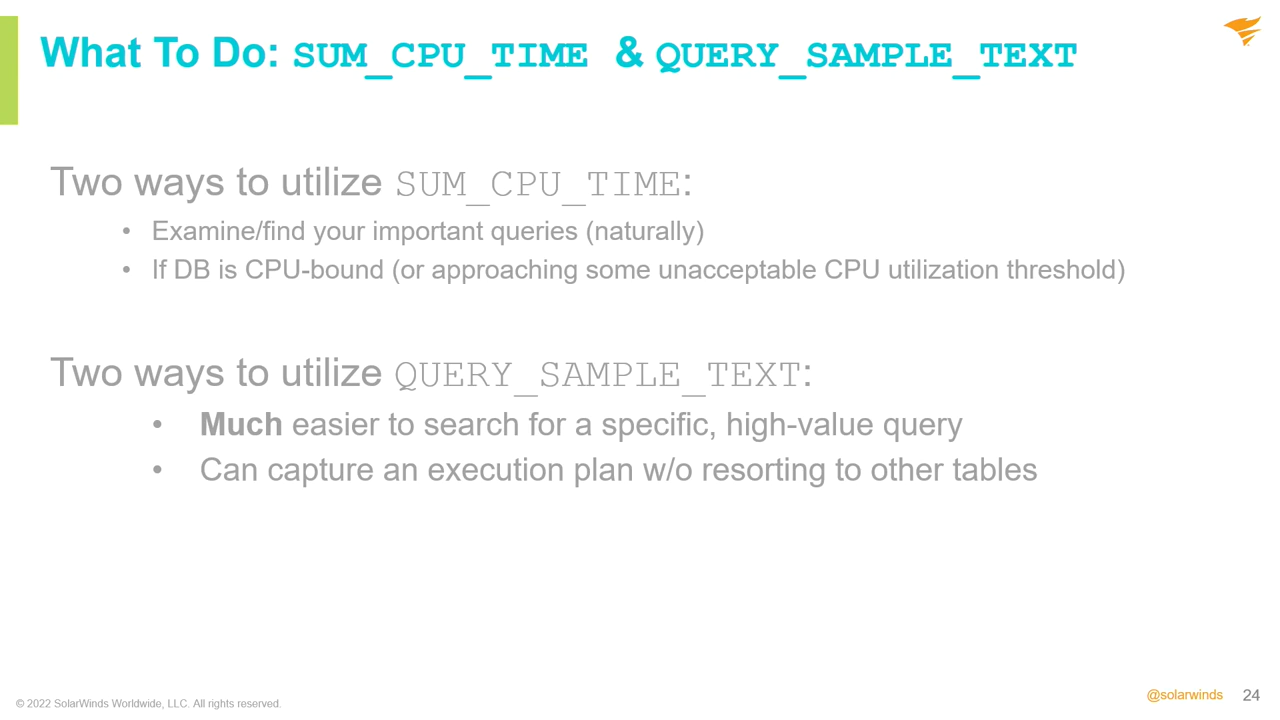 What To Do: SUM_CPU_TIME & QUERY_SAMPLE_TEXT
Two ways to utilize SUM_CPU_TIME:
• Examine/find your important queries (naturally)
• If DB is CPU-bound (or approaching some unacceptable CPU utilization threshold)
Two ways to utilize QUERY_SAMPLE_TEXT:
• Much easier to search for a specific, high-value query
• Can capture an execution plan w/o resorting to other tables
© 2022 SolarWinds Worldwide, LLC. All rights reserved.
@solarwinds 24